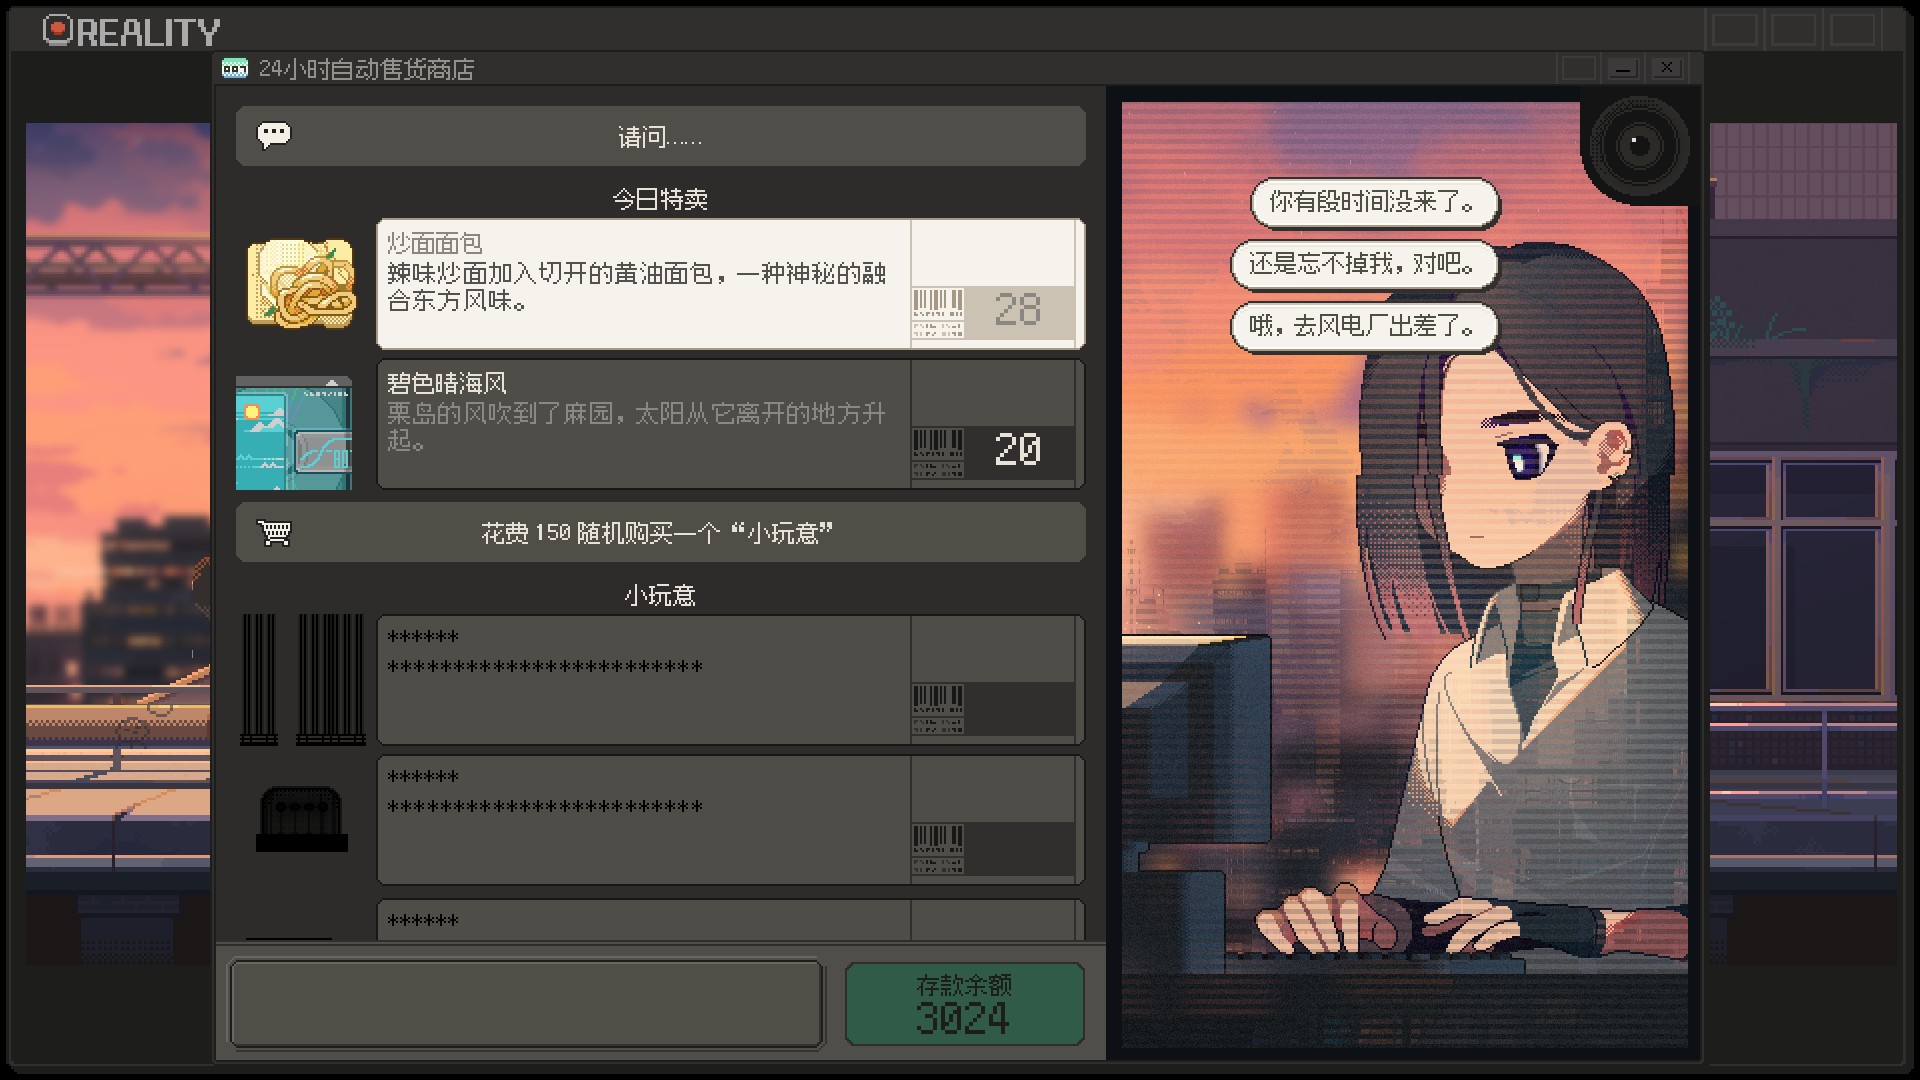 REALITY
24小时自动售货商店
请问……
今日特卖
炒面面包
辣味炒面加入切开的黄油面包，一种神秘的融
合东方风味。
28
碧色晴海风
栗岛的风吹到了麻园，太阳从它离开的地方升
起。
20
花费 150 随机购买一个 “小玩意”
小玩意
******
************************
******
************************
******
存款余额
3024
你有段时间没来了。
还是忘不掉我，对吧。
哦，去风电厂出差了。